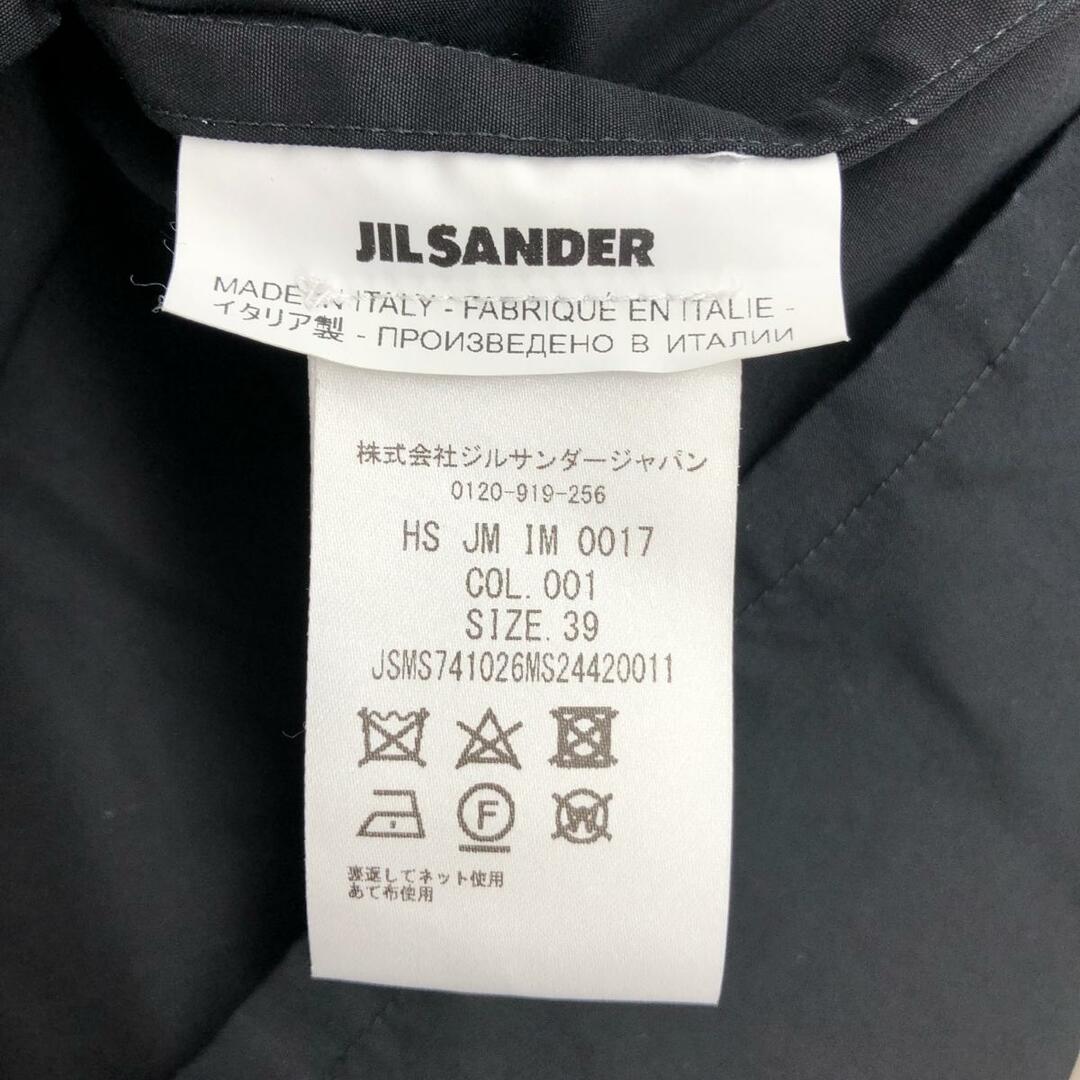 JIL SANDER
MADE IN ITALY - FABRIQUÉ EN ITALIE -
イタリア製 - ПРОИЗВЕДЕНО В ИТАЛИИ
株式会社ジルサンダージャパン
0120-919-256
HS JM IM 0017
COL. 001
SIZE. 39
JSMS741026MS24420011
F
W
裏返してネット使用
あて布使用